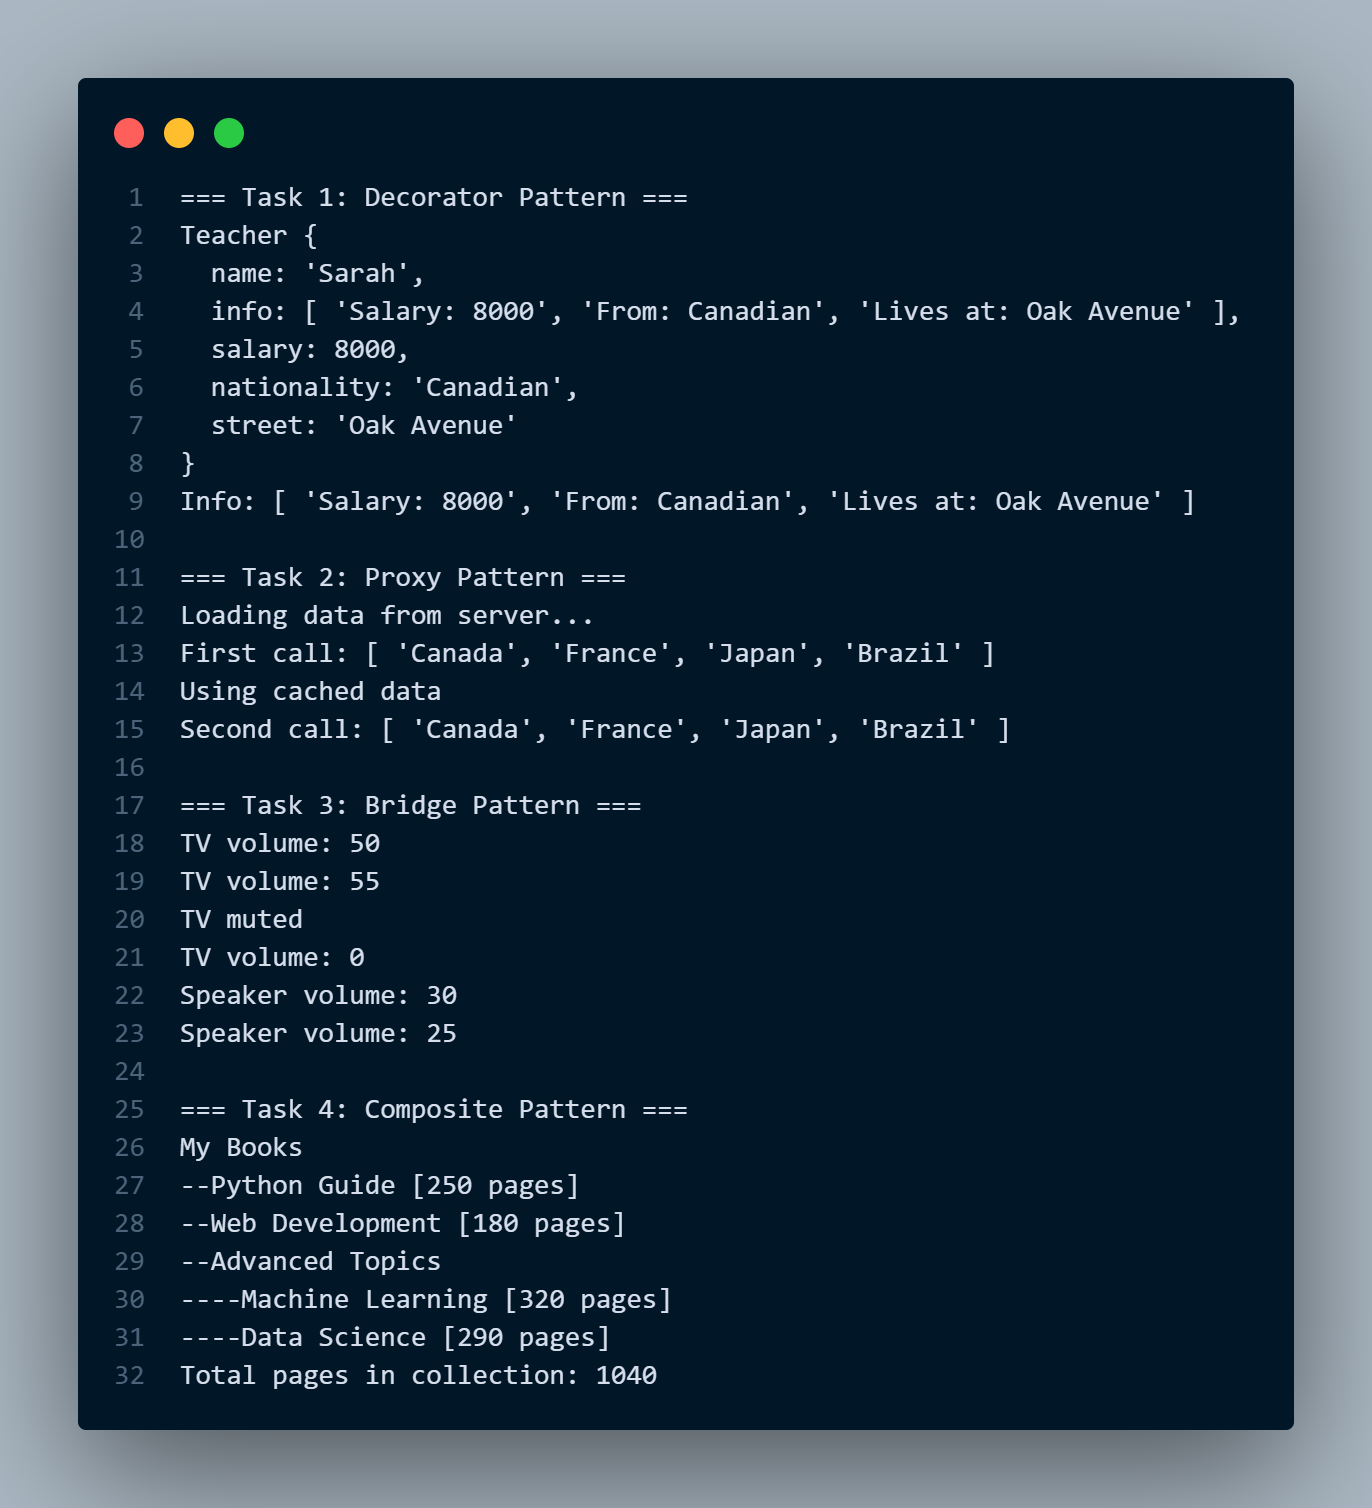 1 === Task 1: Decorator Pattern ===
2 Teacher {
3   name: 'Sarah',
4   info: [ 'Salary: 8000', 'From: Canadian', 'Lives at: Oak Avenue' ],
5   salary: 8000,
6   nationality: 'Canadian',
7   street: 'Oak Avenue'
8 }
9 Info: [ 'Salary: 8000', 'From: Canadian', 'Lives at: Oak Avenue' ]
10
11 === Task 2: Proxy Pattern ===
12 Loading data from server...
13 First call: [ 'Canada', 'France', 'Japan', 'Brazil' ]
14 Using cached data
15 Second call: [ 'Canada', 'France', 'Japan', 'Brazil' ]
16
17 === Task 3: Bridge Pattern ===
18 TV volume: 50
19 TV volume: 55
20 TV muted
21 TV volume: 0
22 Speaker volume: 30
23 Speaker volume: 25
24
25 === Task 4: Composite Pattern ===
26 My Books
27 --Python Guide [250 pages]
28 --Web Development [180 pages]
29 --Advanced Topics
30 ----Machine Learning [320 pages]
31 ----Data Science [290 pages]
32 Total pages in collection: 1040